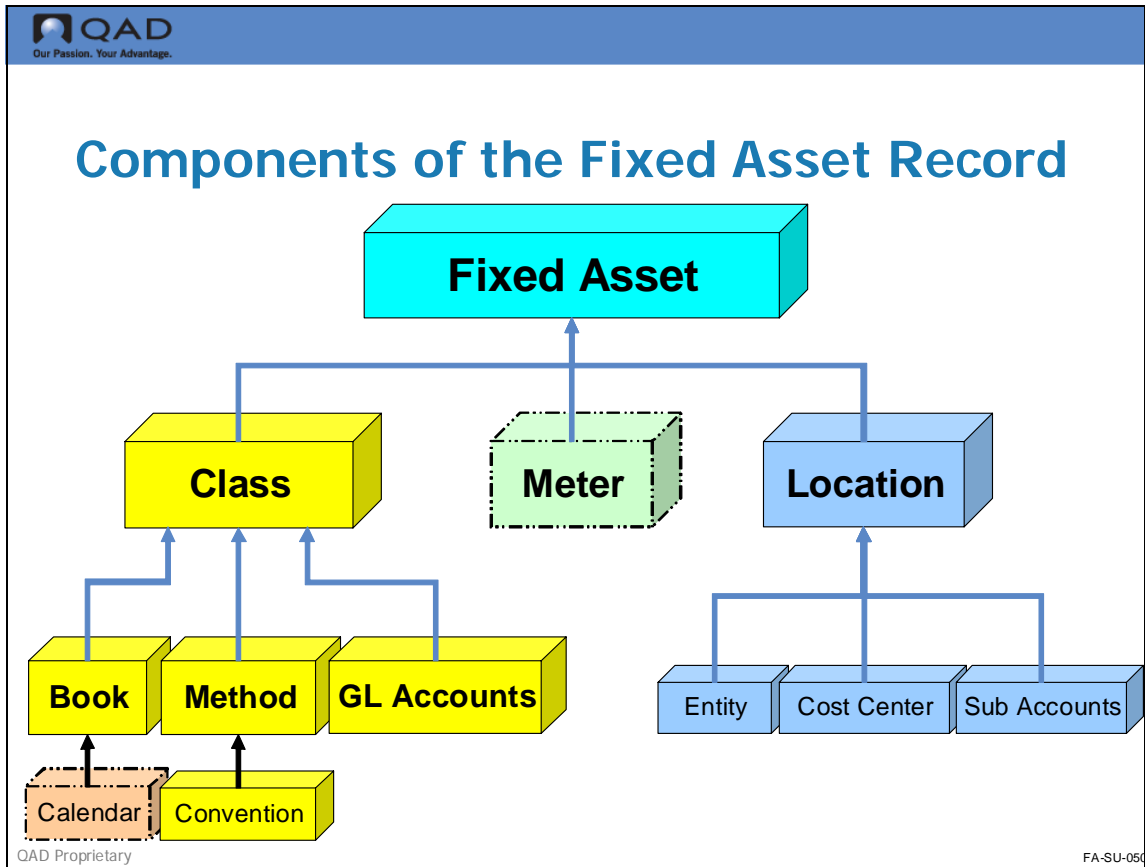 QAD
Our Passion. Your Advantage.
Components of the Fixed Asset Record
Fixed Asset
Class
Meter
Location
Book
Method
GL Accounts
Entity
Cost Center
Sub Accounts
Calendar
Convention
QAD Proprietary
FA-SU-050